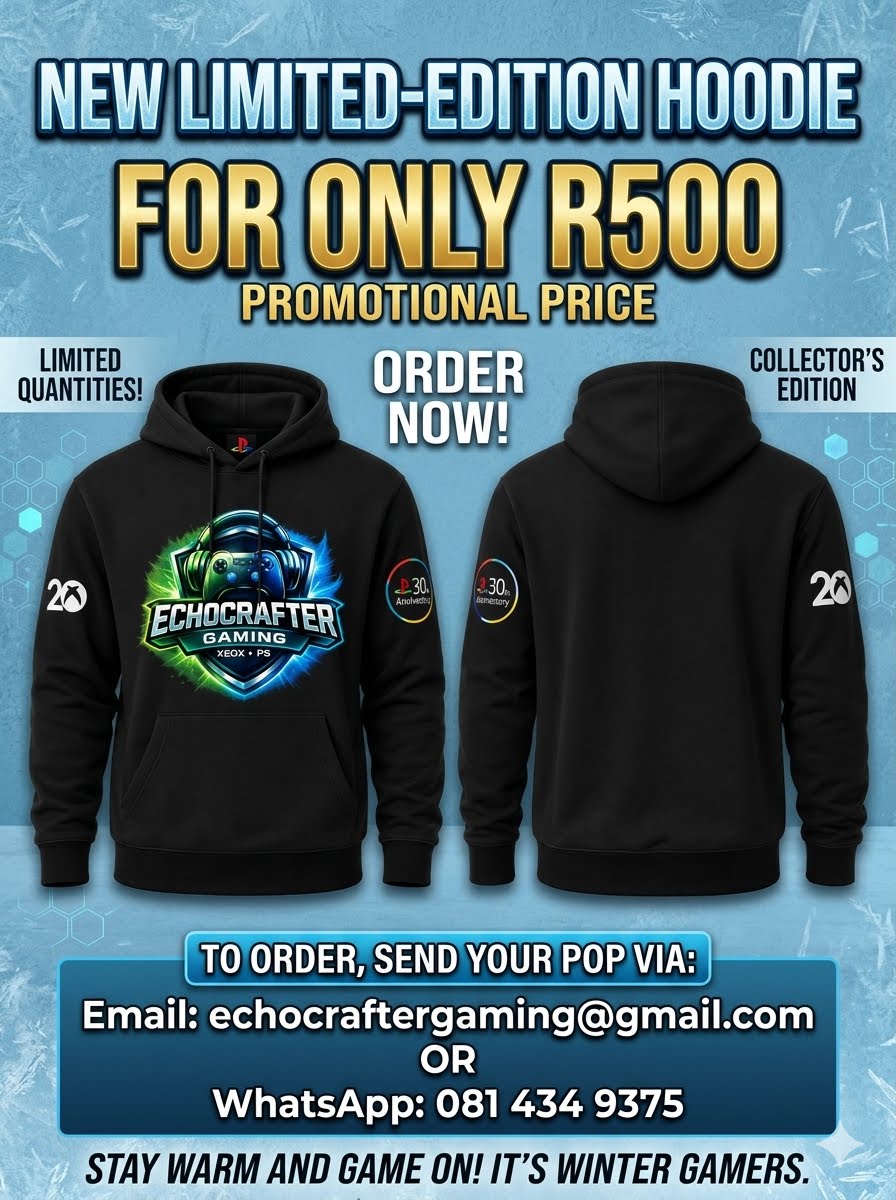 NEW LIMITED-EDITION HOODIE
FOR ONLY R500
PROMOTIONAL PRICE
LIMITED
QUANTITIES!
ORDER
NOW!
COLLECTOR'S
EDITION
20
ECHOCRAFTER
GAMING
XEOX • PS
30
30
20
TO ORDER, SEND YOUR POP VIA:
Email: echocraftergaming@gmail.com
OR
WhatsApp: 081 434 9375
STAY WARM AND GAME ON! IT'S WINTER GAMERS.